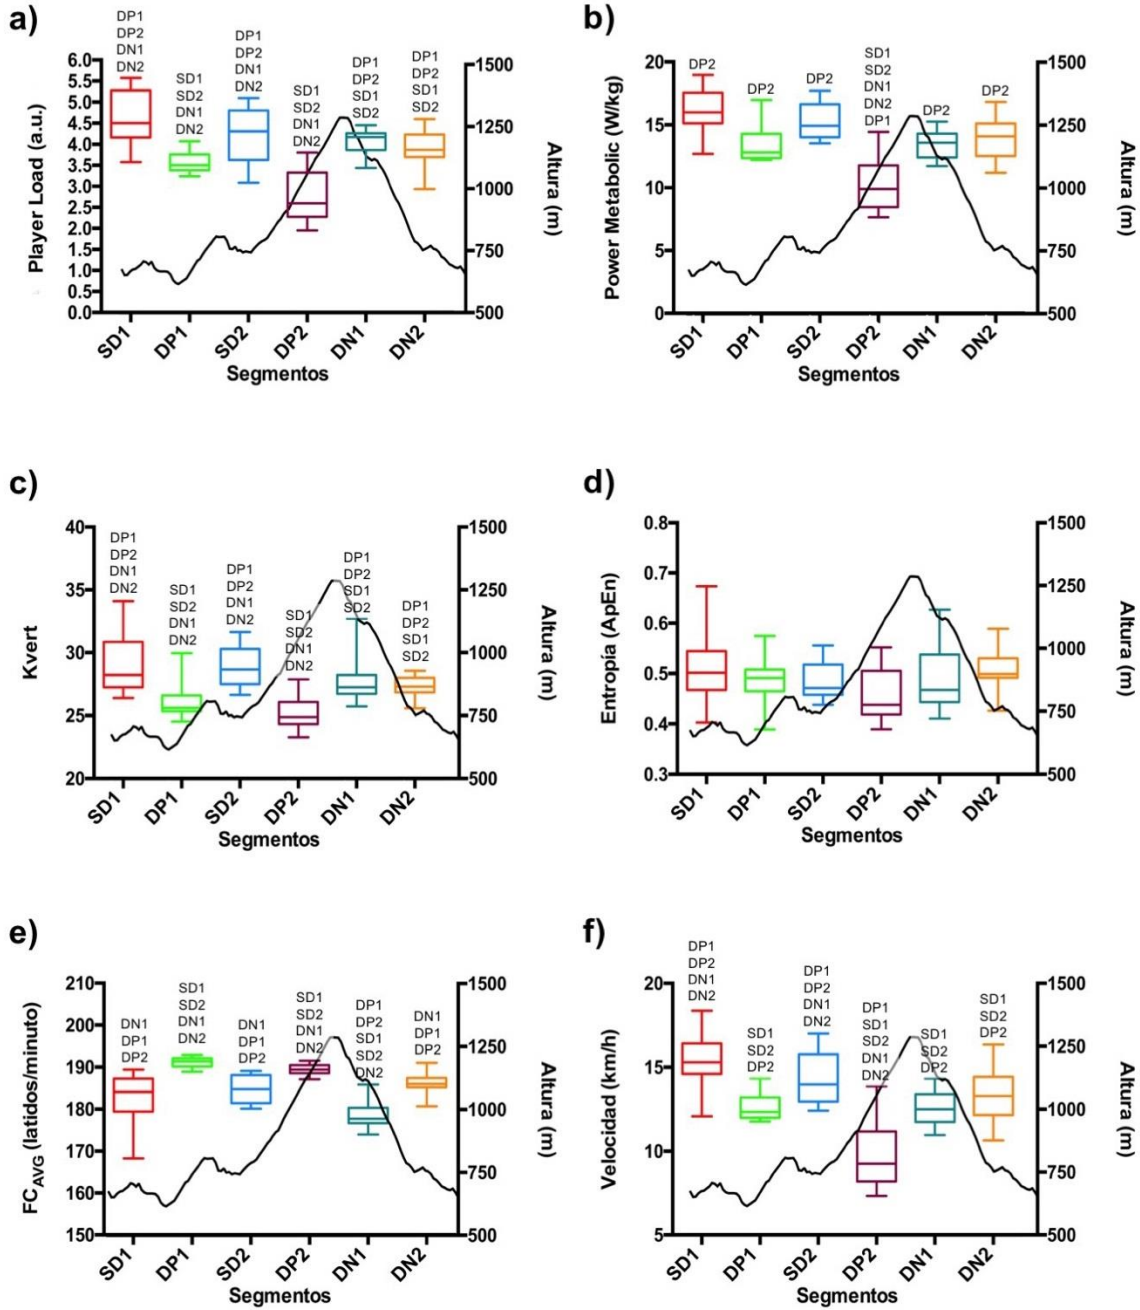 a)
DP1
DP2
DN1
DN2
SD1
SD2
DN1
DN2
DP1
DP2
DN1
DN2
SD1
SD2
DN1
DN2
DP1
DP2
SD1
SD2
DP1
DP2
SD1
SD2
Player Load (a.u.)
6.0
5.5
5.0
4.5
4.0
3.5
3.0
2.5
2.0
1.5
1.0
0.5
0.0
1500
1250
1000
750
500
Altura (m)
SD1
DP1
SD2
DP2
DN1
DN2
Segmentos
b)
DP2
DP2
DP2
SD1
SD2
DN1
DN2
DP1
DP2
DP2
Power Metabolic (W/kg)
20
15
10
5
0
1500
1250
1000
750
500
Altura (m)
SD1
DP1
SD2
DP2
DN1
DN2
Segmentos
c)
DP1
DP2
DN1
DN2
SD1
SD2
DN1
DN2
DP1
DP2
DN1
DN2
SD1
SD2
DN1
DN2
DP1
DP2
SD1
SD2
DP1
DP2
SD1
SD2
Kvert
40
35
30
25
20
1500
1250
1000
750
500
Altura (m)
SD1
DP1
SD2
DP2
DN1
DN2
Segmentos
d)
Entropía (ApEn)
0.8
0.7
0.6
0.5
0.4
0.3
1500
1250
1000
750
500
Altura (m)
SD1
DP1
SD2
DP2
DN1
DN2
Segmentos
e)
DN1
DP1
DP2
SD1
SD2
DN1
DN2
DN1
DP1
DP2
SD1
SD2
DN1
DN2
DP1
DP2
SD1
SD2
DN2
DN1
DP1
DP2
FCAVG (latidos/minuto)
210
200
190
180
170
160
150
1500
1250
1000
750
500
Altura (m)
SD1
DP1
SD2
DP2
DN1
DN2
Segmentos
f)
DP1
DP2
DN1
DN2
SD1
SD2
DP2
DP1
DP2
DN1
DN2
DP1
SD1
SD2
DN1
DN2
SD1
SD2
DP2
SD1
SD2
DP2
Velocidad (km/h)
20
15
10
5
1500
1250
1000
750
500
Altura (m)
SD1
DP1
SD2
DP2
DN1
DN2
Segmentos